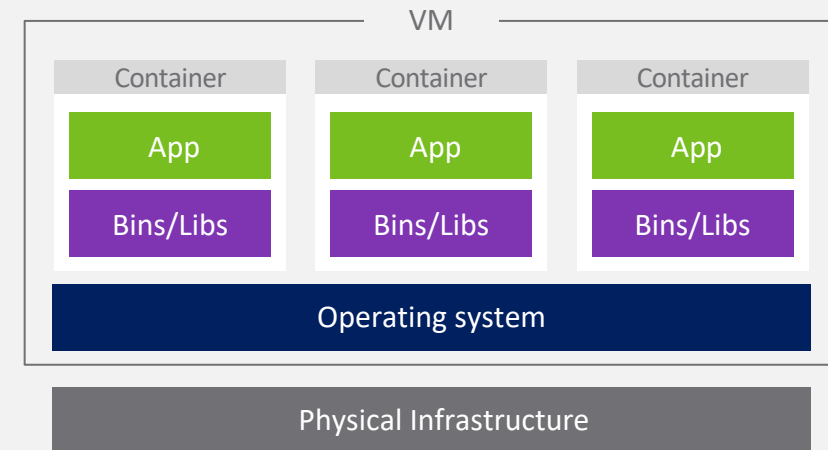 VM
Container Container Container
App App App
Bins/Libs Bins/Libs Bins/Libs
Operating system
Physical Infrastructure